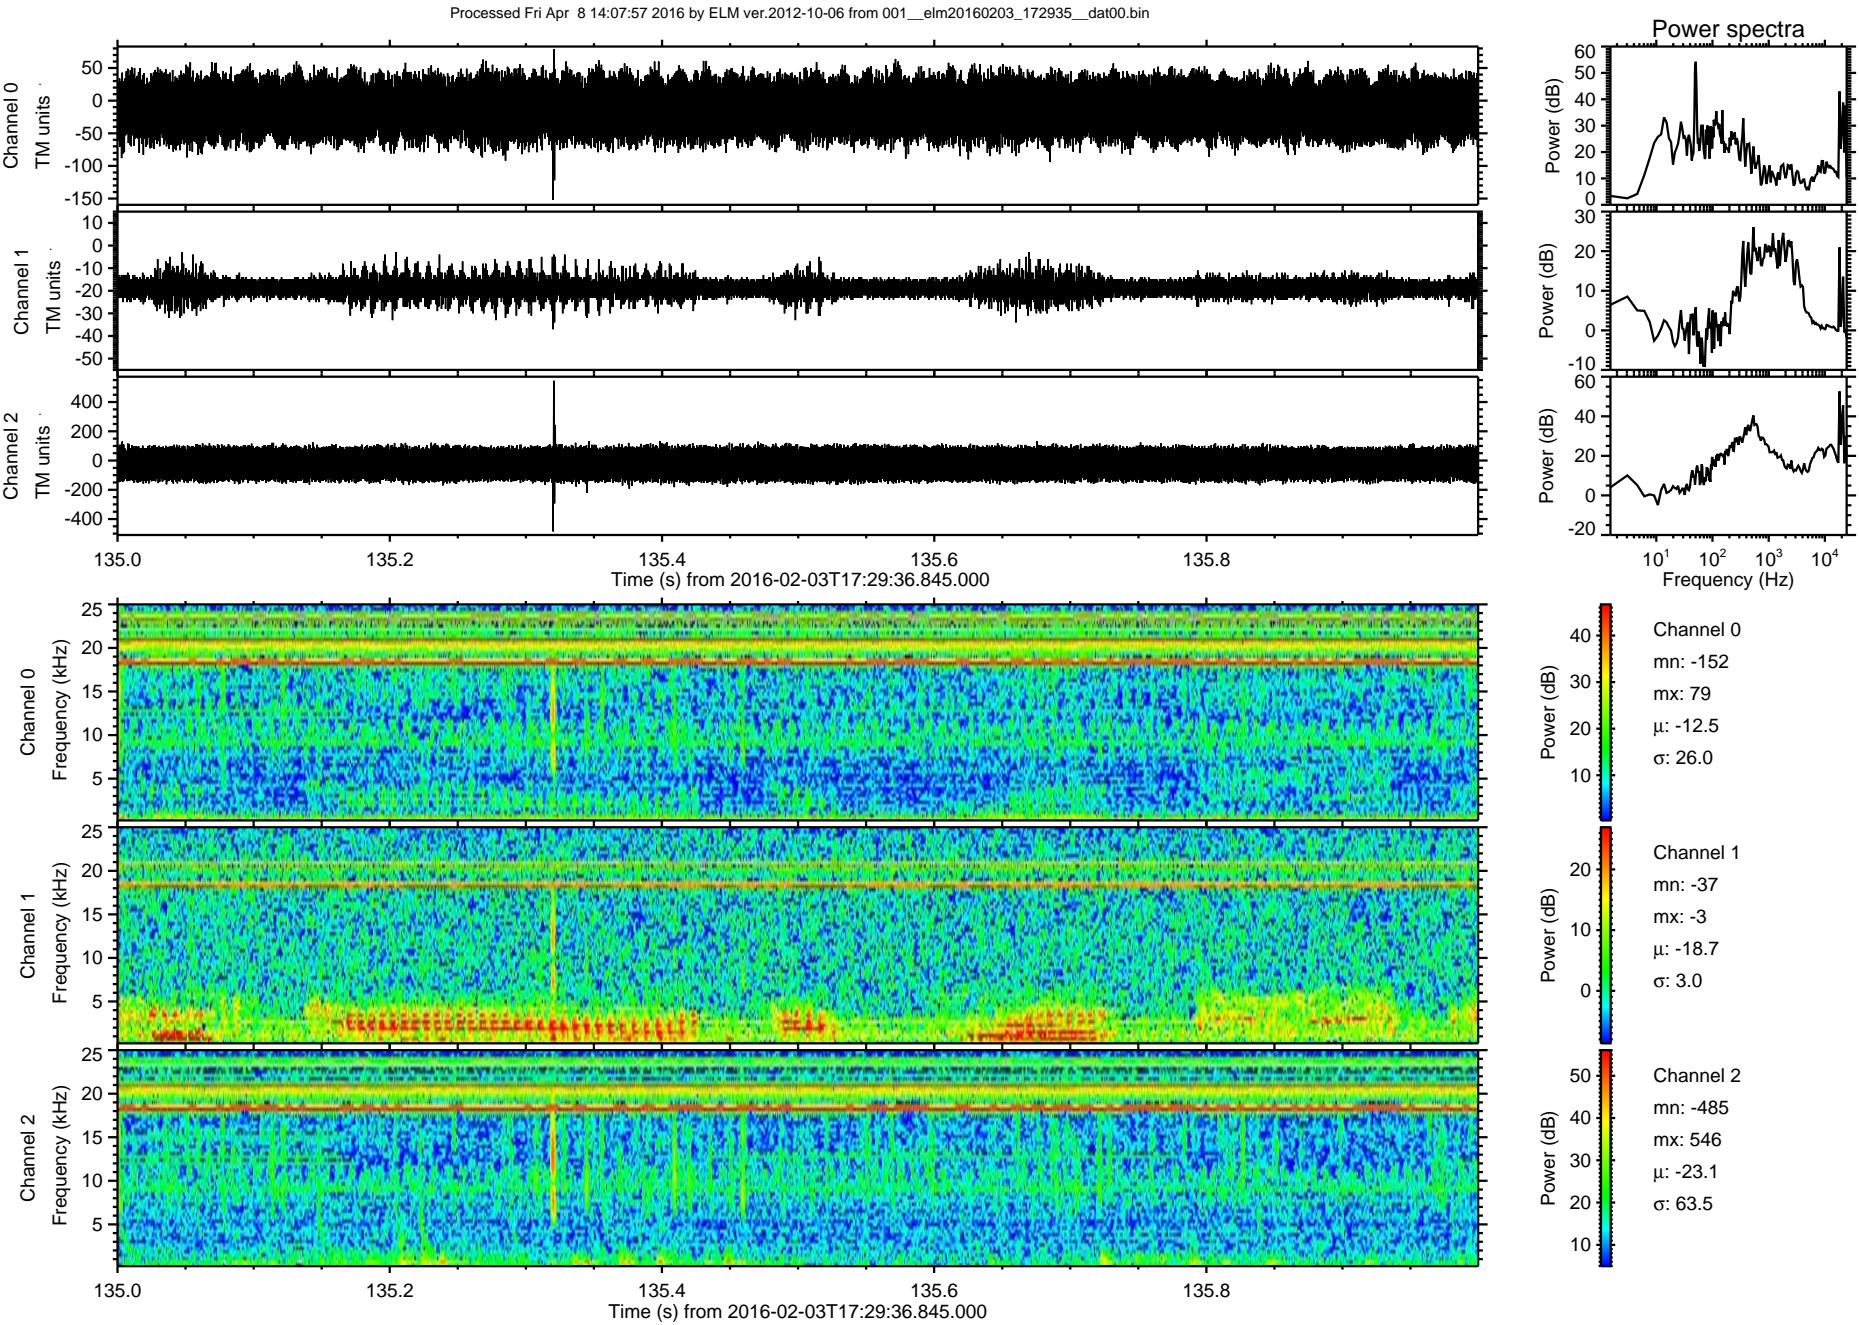 Processed Fri Apr  8 14:07:57 2016 by ELM ver.2012-10-06 from 001__elm20160203_172935__dat00.bin
Power spectra
Channel 0
TM units
50
0
-50
-100
-150
Power (dB)
60
50
40
30
20
10
0
Channel 1
TM units
10
0
-10
-20
-30
-40
-50
Power (dB)
30
20
10
0
-10
Channel 2
TM units
400
200
0
-200
-400
Power (dB)
60
40
20
0
-20
135.0 135.2 135.4 135.6 135.8
Time (s) from 2016-02-03T17:29:36.845.000
10¹ 10² 10³ 10⁴
Frequency (Hz)
Channel 0
Frequency (kHz)
25
20
15
10
5
Power (dB)
40
30
20
10
Channel 0
mn: -152
mx: 79
μ: -12.5
σ: 26.0
Channel 1
Frequency (kHz)
25
20
15
10
5
Power (dB)
20
10
0
Channel 1
mn: -37
mx: -3
μ: -18.7
σ: 3.0
Channel 2
Frequency (kHz)
25
20
15
10
5
Power (dB)
50
40
30
20
10
Channel 2
mn: -485
mx: 546
μ: -23.1
σ: 63.5
135.0 135.2 135.4 135.6 135.8
Time (s) from 2016-02-03T17:29:36.845.000